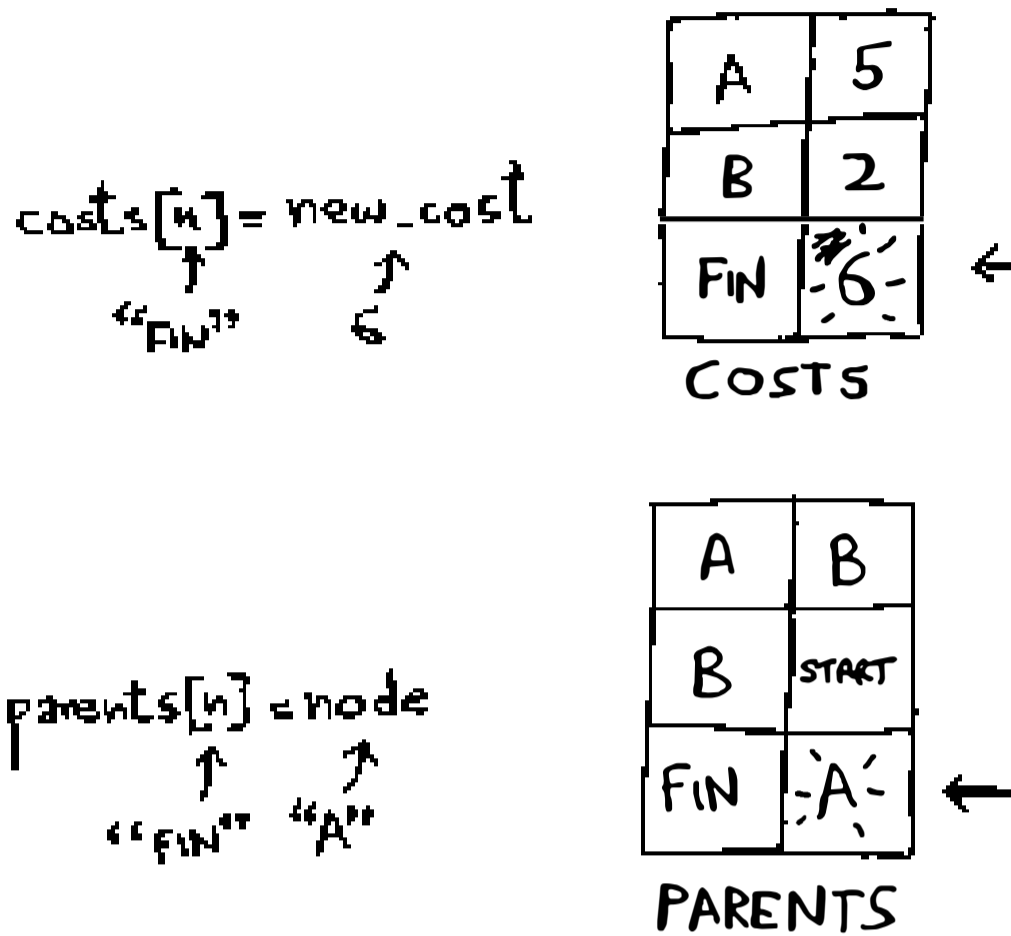 costs[n] = new_cost
“FIN” 6
A 5
B 2
FIN 6
COSTS
parents[n] = node
“FIN” “A”
A B
B START
FIN A
PARENTS